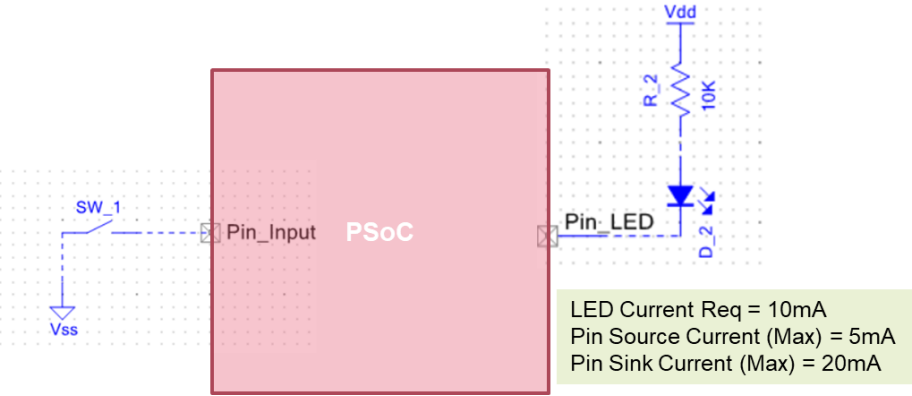 Vdd
R_2
10K
SW_1
Pin_Input
PSoC
Pin_LED
D_2
Vss
LED Current Req = 10mA
Pin Source Current (Max) = 5mA
Pin Sink Current (Max) = 20mA